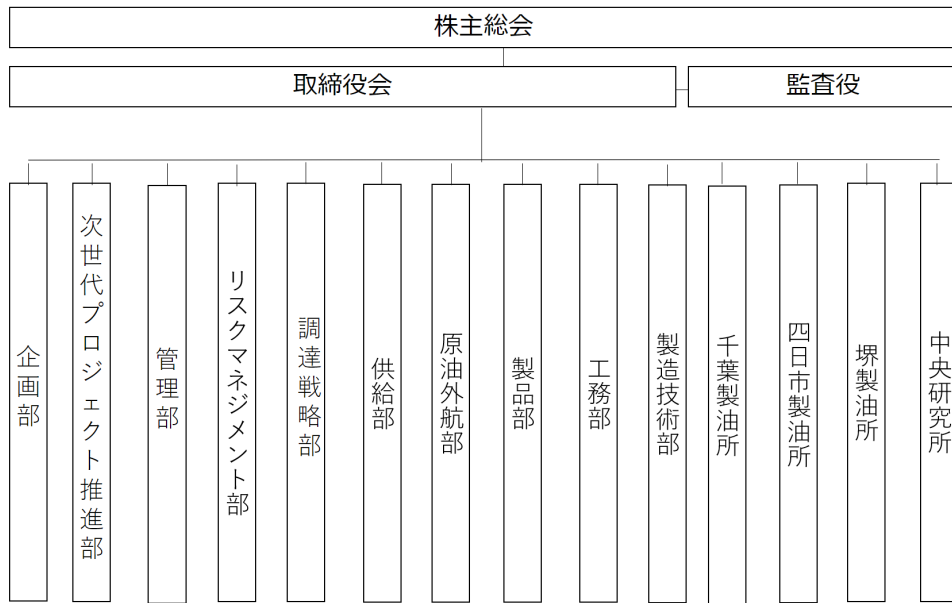 株主総会
取締役会
監査役
企画部
次世代プロジェクト推進部
管理部
リスクマネジメント部
調達戦略部
供給部
原油外航部
製品部
工務部
製造技術部
千葉製油所
四日市製油所
堺製油所
中央研究所